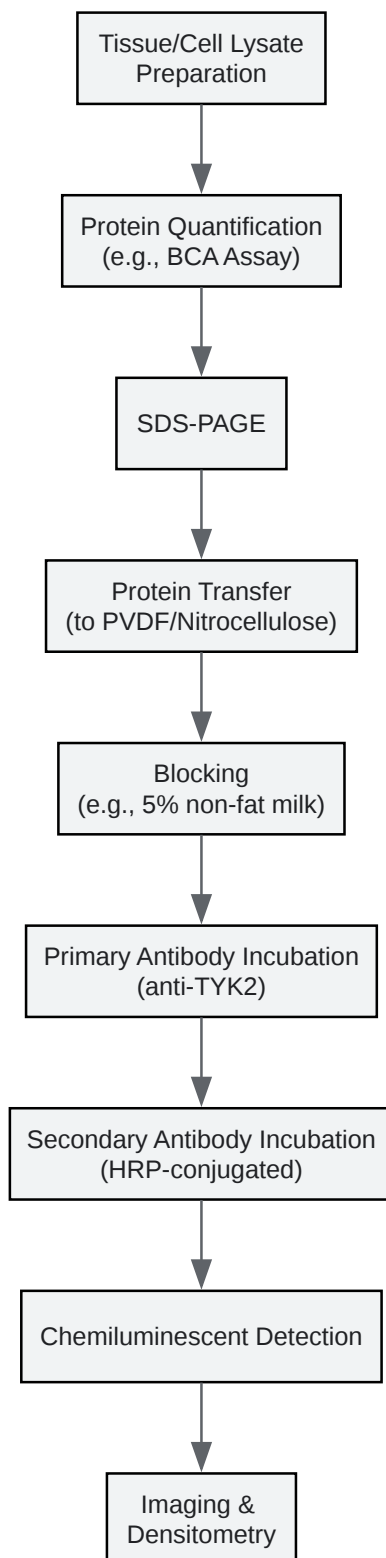 Tissue/Cell Lysate
Preparation
Protein Quantification
(e.g., BCA Assay)
SDS-PAGE
Protein Transfer
(to PVDF/Nitrocellulose)
Blocking
(e.g., 5% non-fat milk)
Primary Antibody Incubation
(anti-TYK2)
Secondary Antibody Incubation
(HRP-conjugated)
Chemiluminescent Detection
Imaging &
Densitometry